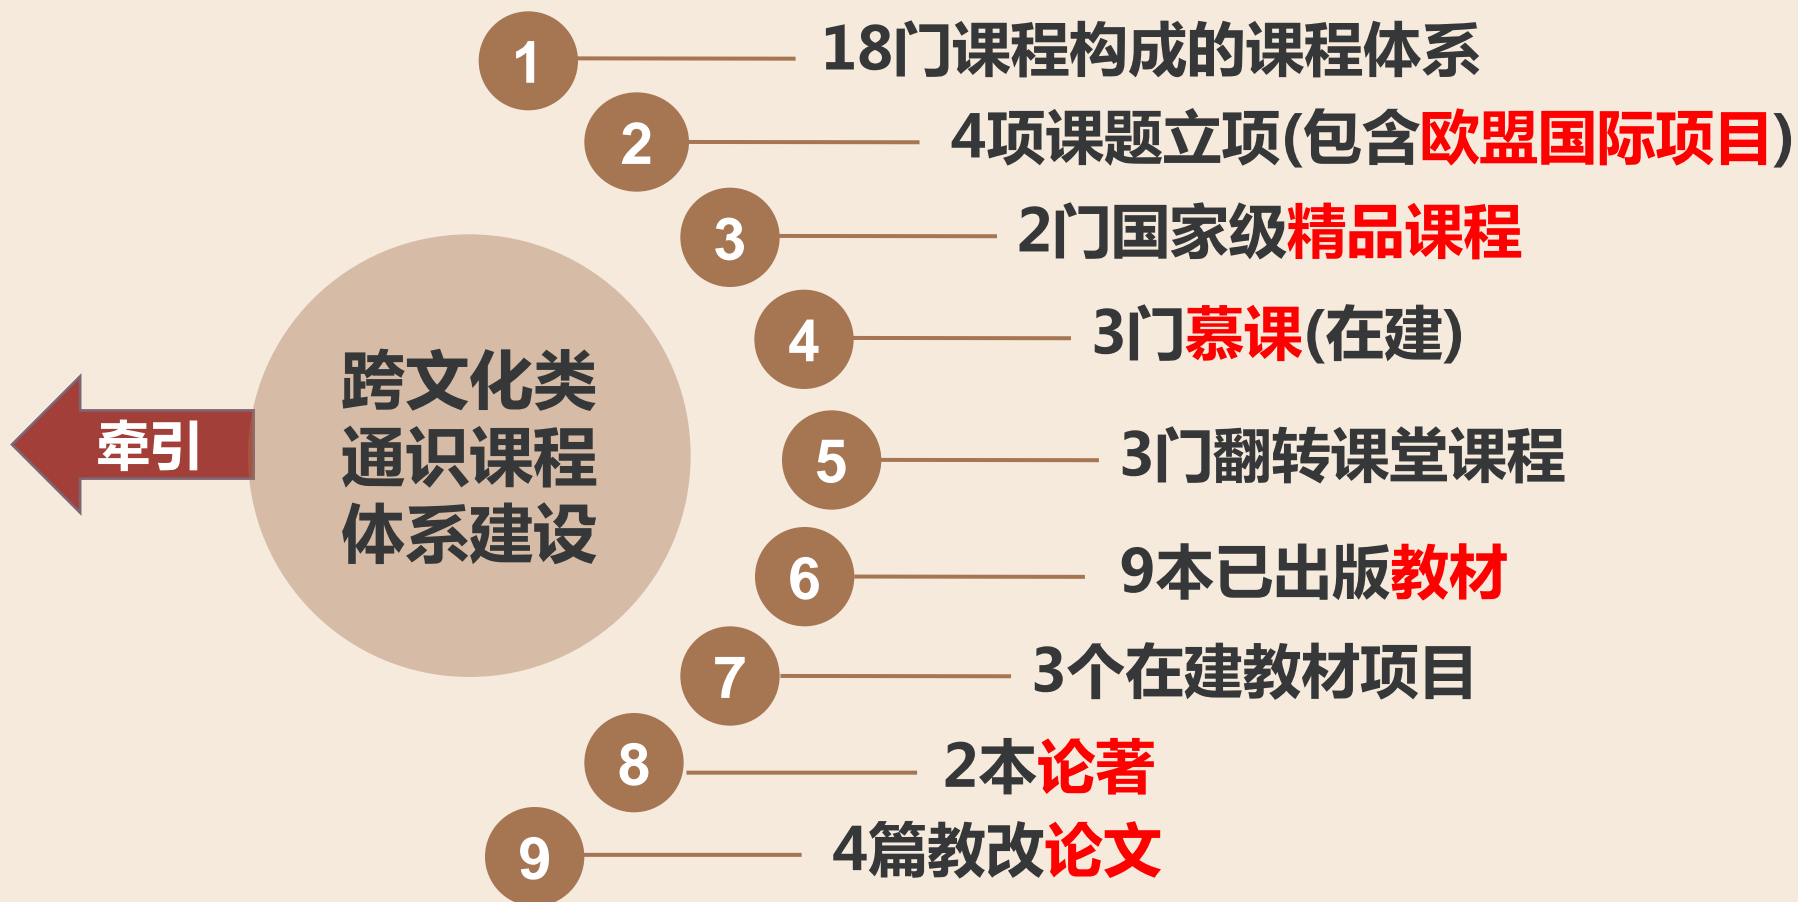 1 18门课程构成的课程体系
2 4项课题立项(包含欧盟国际项目)
3 2门国家级精品课程
4 3门慕课(在建)
5 3门翻转课堂课程
6 9本已出版教材
7 3个在建教材项目
8 2本论著
9 4篇教改论文
跨文化类
通识课程
体系建设
牵引